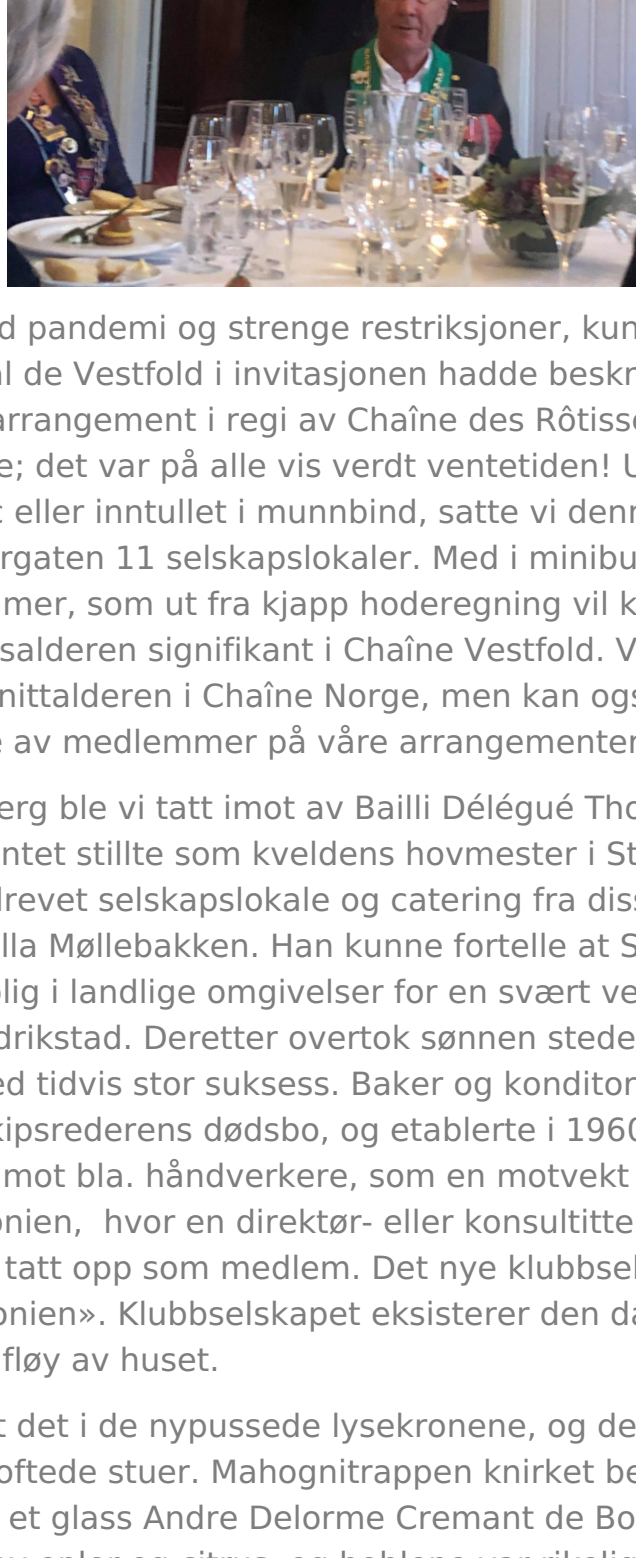 d pandemi og strenge restriksjoner, kun
al de Vestfold i invitasjonen hadde beskr
arrangement i regi av Chaîne des Rôtisse
e; det var på alle vis verdt ventetiden! U
c eller inntullet i munnbind, satte vi denn
rgaten 11 selskapslokaler. Med i minibu
mer, som ut fra kjapp hoderegning vil k
salderen signifikant i Chaîne Vestfold. V
nittalderen i Chaîne Norge, men kan ogs
e av medlemmer på våre arrangementer
erg ble vi tatt imot av Bailli Délégué Tho
ntet stillte som kveldens hovmester i St
drevet selskapslokale og catering fra diss
lla Møllebakken. Han kunne fortelle at S
olig i landlige omgivelser for en svært ve
drikstad. Deretter overtok sønnen stede
ed tidvis stor suksess. Baker og konditor
kipsrederens dødsbo, og etablerte i 1960
mot bla. håndverkere, som en motvekt
onien,  hvor en direktør- eller konsultitte
tatt opp som medlem. Det nye klubbsel
onien». Klubbselskapet eksisterer den da
fløy av huset.
t det i de nypussede lysekronene, og de
oftede stuer. Mahognitrappen knirket be
et glass Andre Delorme Cremant de Bo